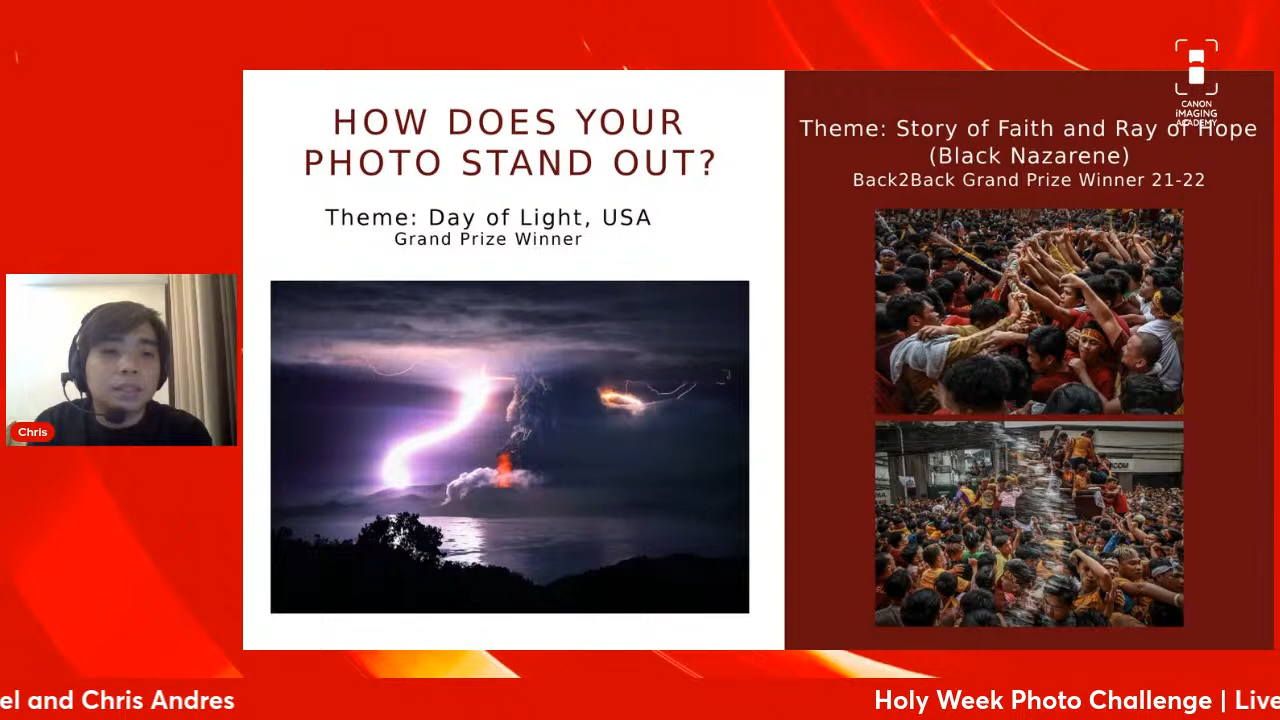 CANON
iMAGiNG
ACADEMY
HOW DOES YOUR
PHOTO STAND OUT?
Theme: Day of Light, USA
Grand Prize Winner
Theme: Story of Faith and Ray of Hope
(Black Nazarene)
Back2Back Grand Prize Winner 21-22
Chris
el and Chris Andres
Holy Week Photo Challenge | Live